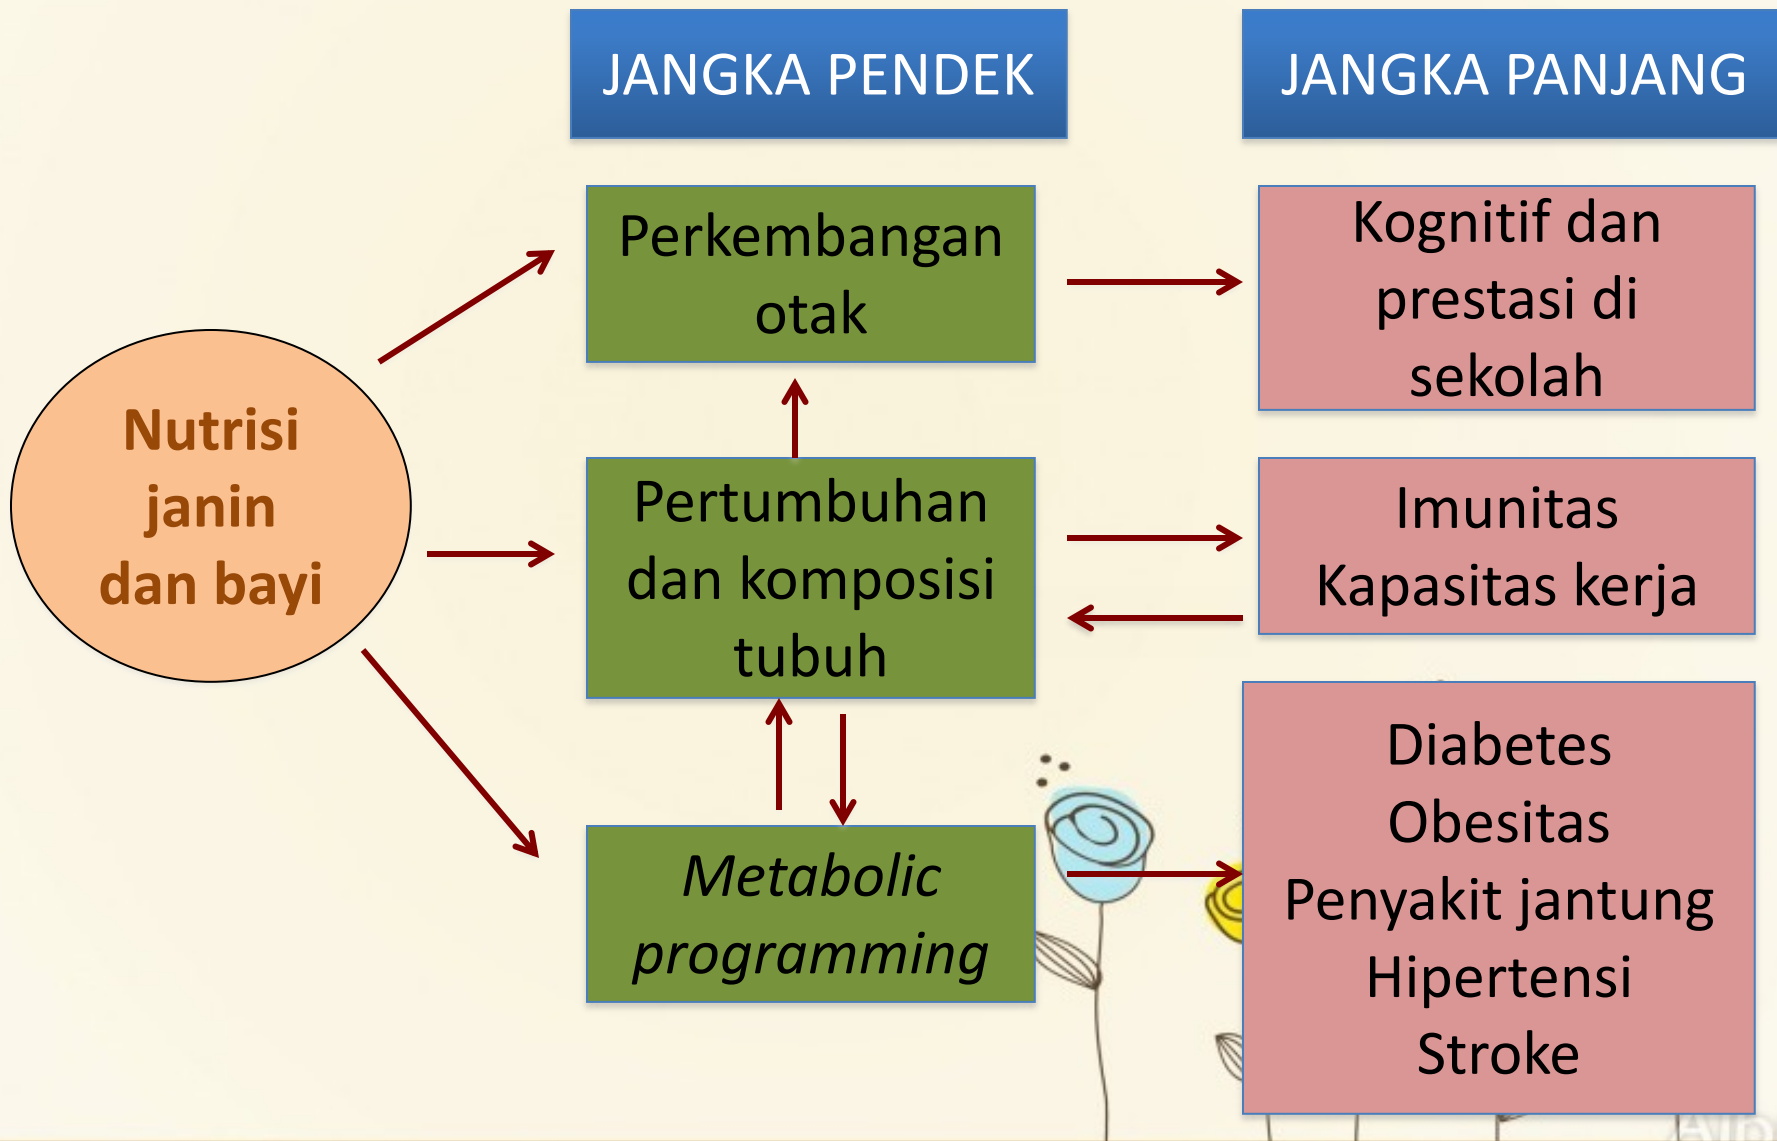 JANGKA PENDEK
JANGKA PANJANG
Nutrisi
janin
dan bayi
Perkembangan
otak
Kognitif dan
prestasi di
sekolah
Pertumbuhan
dan komposisi
tubuh
Imunitas
Kapasitas kerja
Metabolic
programming
Diabetes
Obesitas
Penyakit jantung
Hipertensi
Stroke